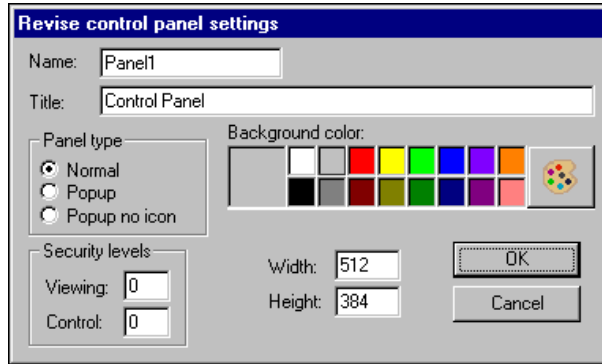 Revise control panel settings
Name: Panel1
Title: Control Panel
Panel type
Normal
Popup
Popup no icon
Background color:
Security levels
Viewing: 0
Control: 0
Width: 512
Height: 384
OK
Cancel